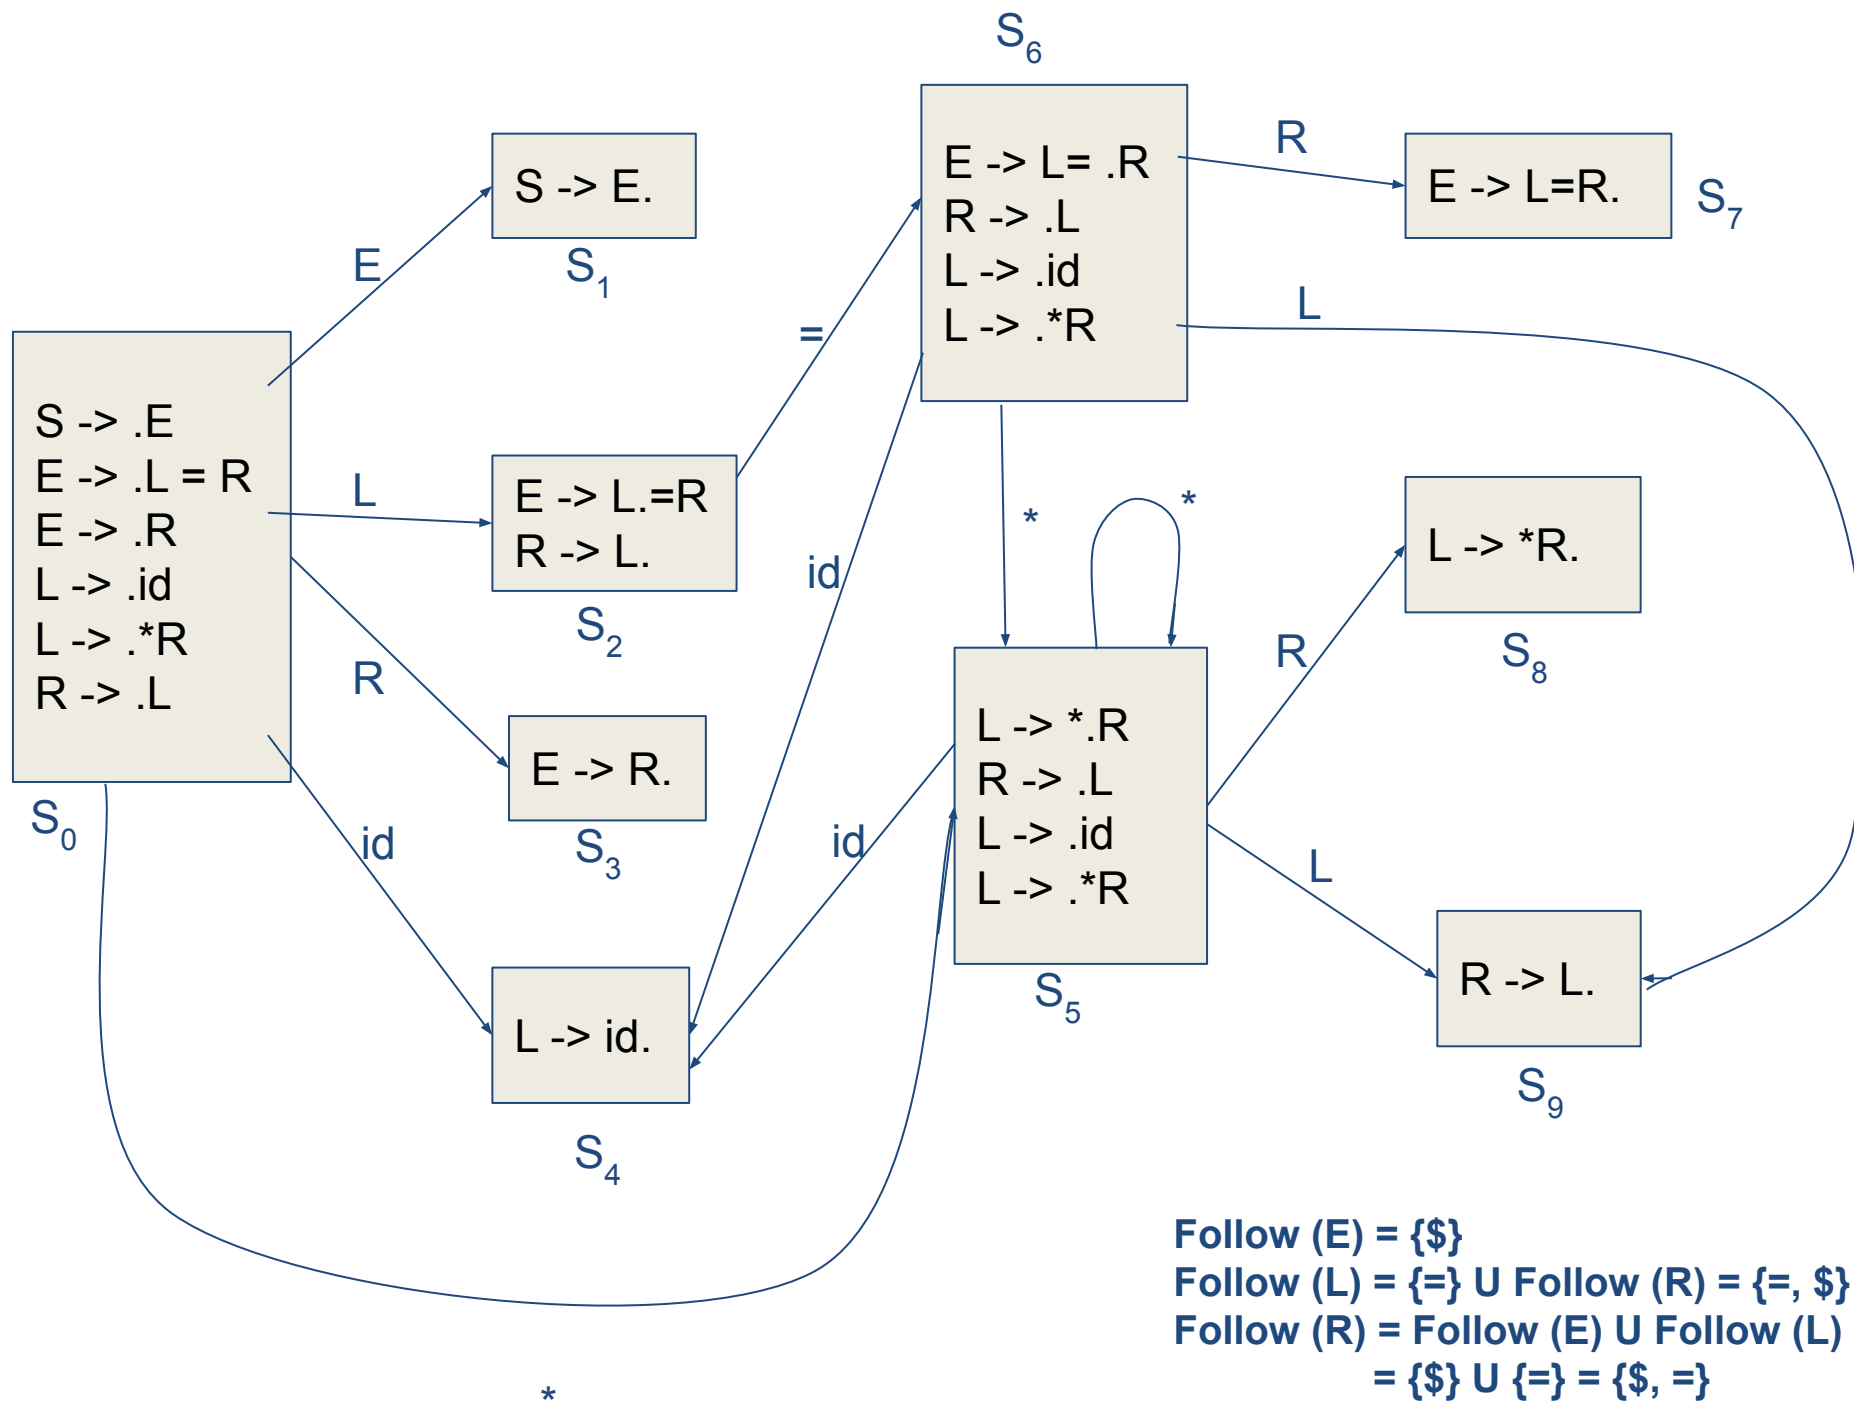 S6
E -> L= .R
R -> .L
L -> .id
L -> .*R
R
E -> L=R.
S7
S -> E.
S1
E
=
L
S -> .E
E -> .L = R
E -> .R
L -> .id
L -> .*R
R -> .L
S0
L
E -> L.=R
R -> L.
S2
id
*
*
L -> *R.
S8
R
R
E -> R.
S3
id
id
L -> *.R
R -> .L
L -> .id
L -> .*R
S5
L
R -> L.
S9
L -> id.
S4
Follow (E) = {$}
Follow (L) = {=} U Follow (R) = {=, $}
Follow (R) = Follow (E) U Follow (L)
= {$} U {=} = {$, =}
*